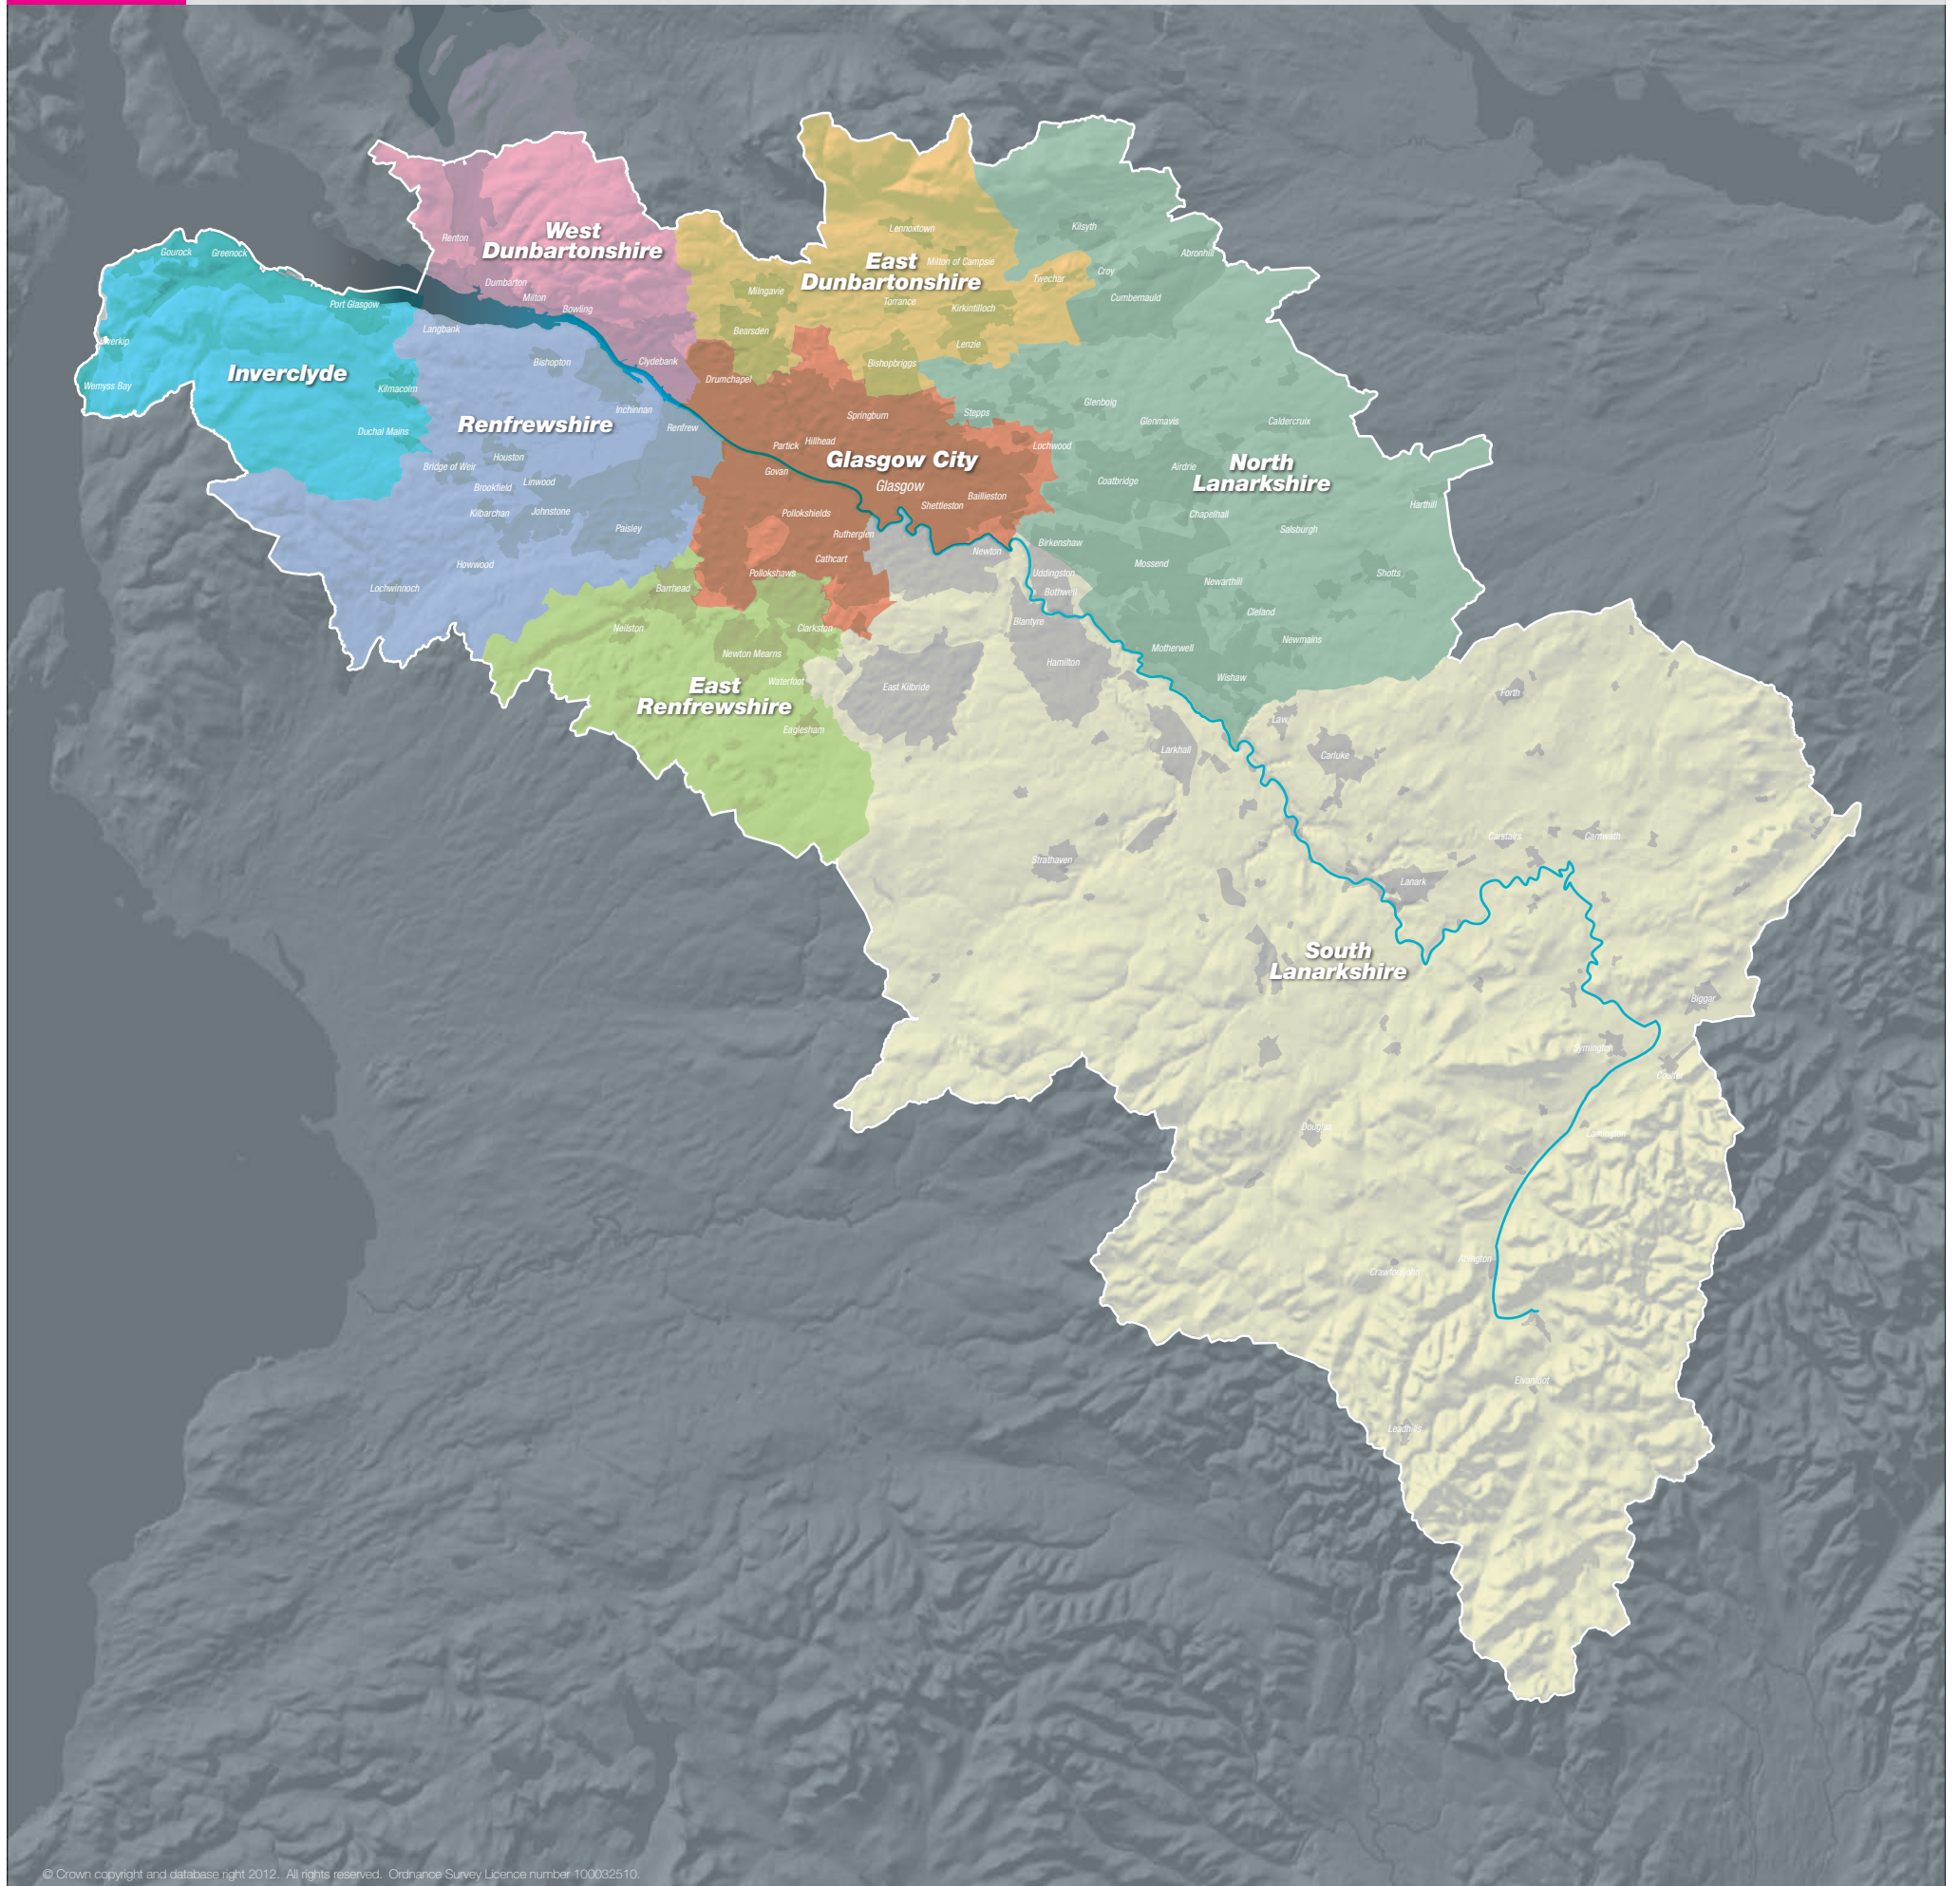 West
Dunbartonshire
Renton
Dumbarton
Milton
Bowling
Clydebank
East
Dunbartonshire
Lennoxtown
Milton of Campsie
Milngavie
Torrance
Kirkintilloch
Twechar
Bearsden
Lenzie
Bishopbriggs
Inverclyde
Gourock
Greenock
Port Glasgow
Wemyss Bay
Kilmacolm
Duchal Mains
Renfrewshire
Langbank
Bishopton
Inchinnan
Renfrew
Houston
Bridge of Weir
Linwood
Brookfield
Kilbarchan
Johnstone
Paisley
Howwood
Lochwinnoch
Glasgow City
Glasgow
Drumchapel
Springburn
Partick
Hillhead
Govan
Baillieston
Shettleston
Pollokshields
Rutherglen
Cathcart
Pollokshaws
Newton
North
Lanarkshire
Kilsyth
Abronhill
Croy
Cumbernauld
Glenboig
Stepps
Glenmavis
Caldercruix
Lochwood
Airdrie
Coatbridge
Harthill
Chapelhall
Salsburgh
Birkenshaw
Mossend
Shotts
Newarthill
Cleland
Newmains
Motherwell
Wishaw
East
Renfrewshire
Barrhead
Neilston
Clarkston
Newton Mearns
Waterfoot
Eaglesham
South
Lanarkshire
Uddingston
Bothwell
Blantyre
Hamilton
East Kilbride
Forth
Law
Larkhall
Carluke
Carstairs
Carnwath
Strathaven
Lanark
Biggar
Symington
Coulter
Douglas
Lamington
Abington
Crawfordjohn
Elvanfoot
Leadhills
© Crown copyright and database right 2012. All rights reserved. Ordnance Survey Licence number 100032510.